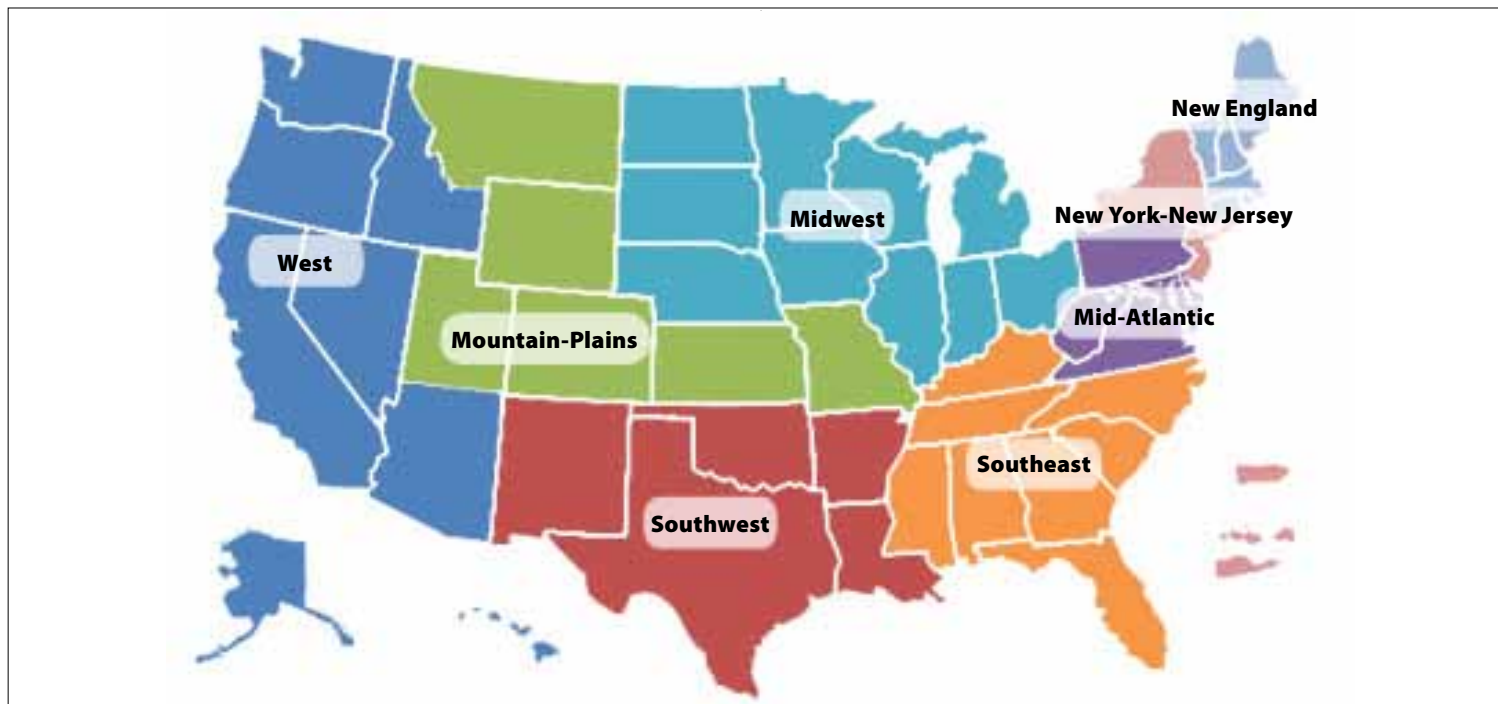 New England
New York-New Jersey
Midwest
West
Mid-Atlantic
Mountain-Plains
Southeast
Southwest